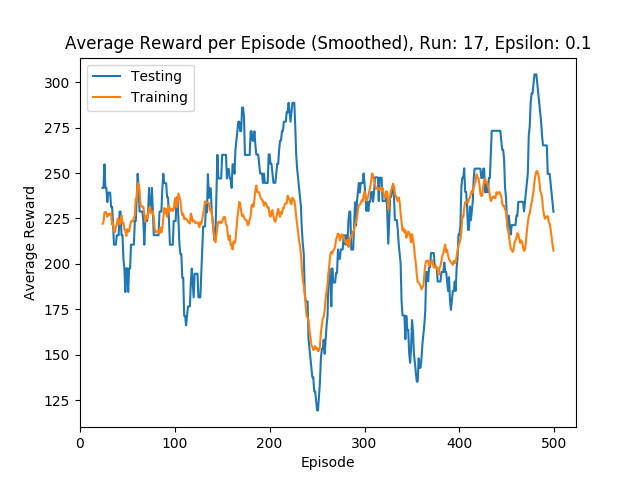 Average Reward per Episode (Smoothed), Run: 17, Epsilon: 0.1
Testing
Training
Average Reward
300
275
250
225
200
175
150
125
0 100 200 300 400 500
Episode